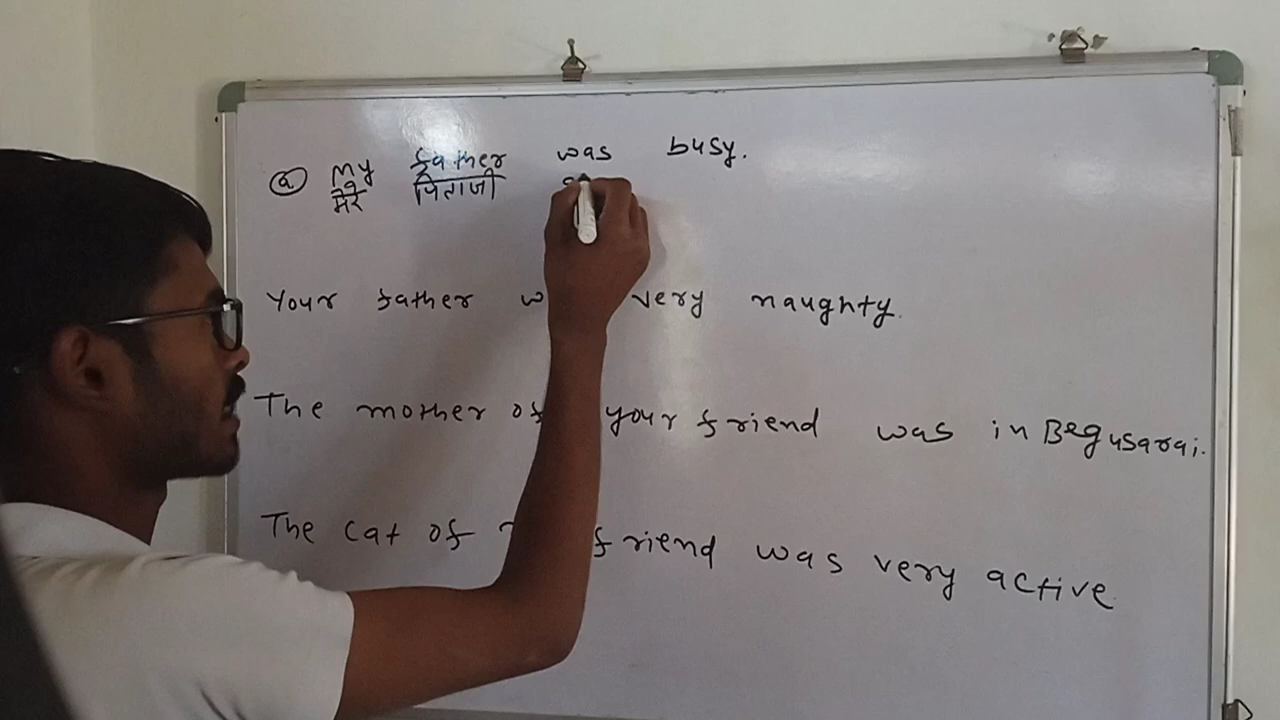 (a) My father was busy.
मेरे पिताजी
Your father very naughty.
The mother of your friend was in Begusarai.
The cat of friend was very active